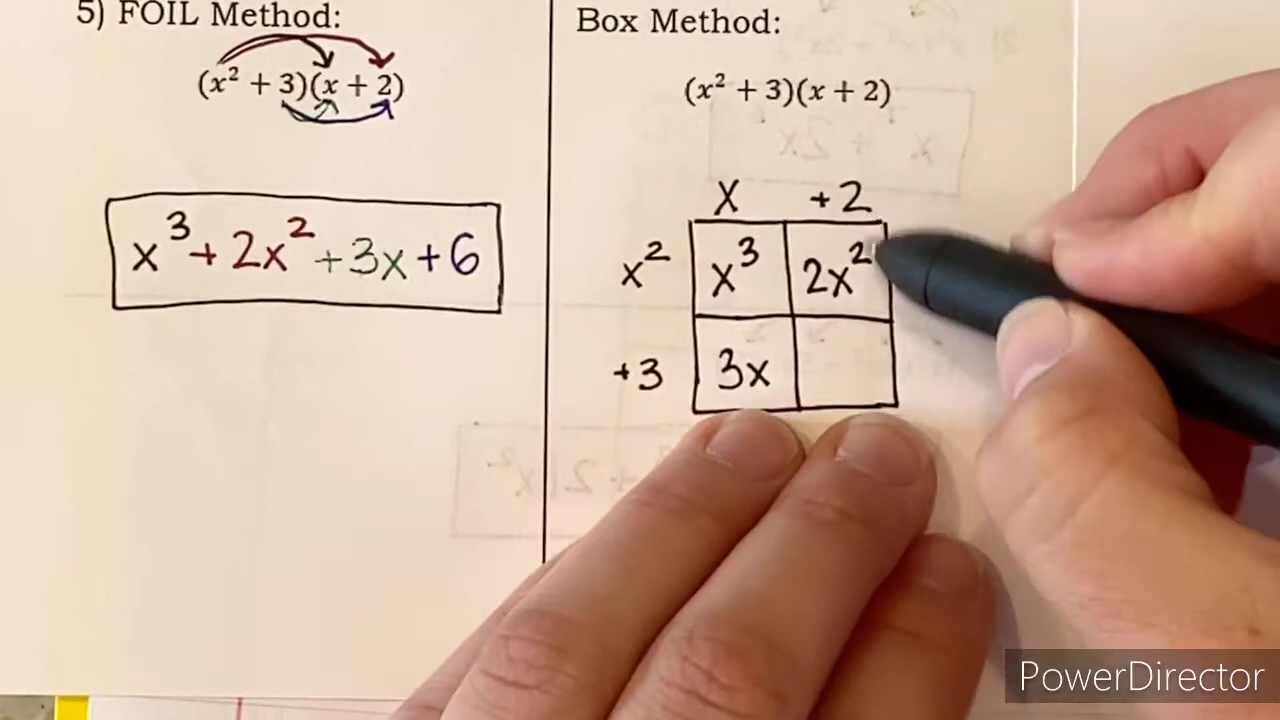 5) FOIL Method:
(x² + 3)(x + 2)
x³ + 2x² + 3x + 6
Box Method:
(x² + 3)(x + 2)
x +2
x² x³ 2x²
+3 3x
PowerDirector